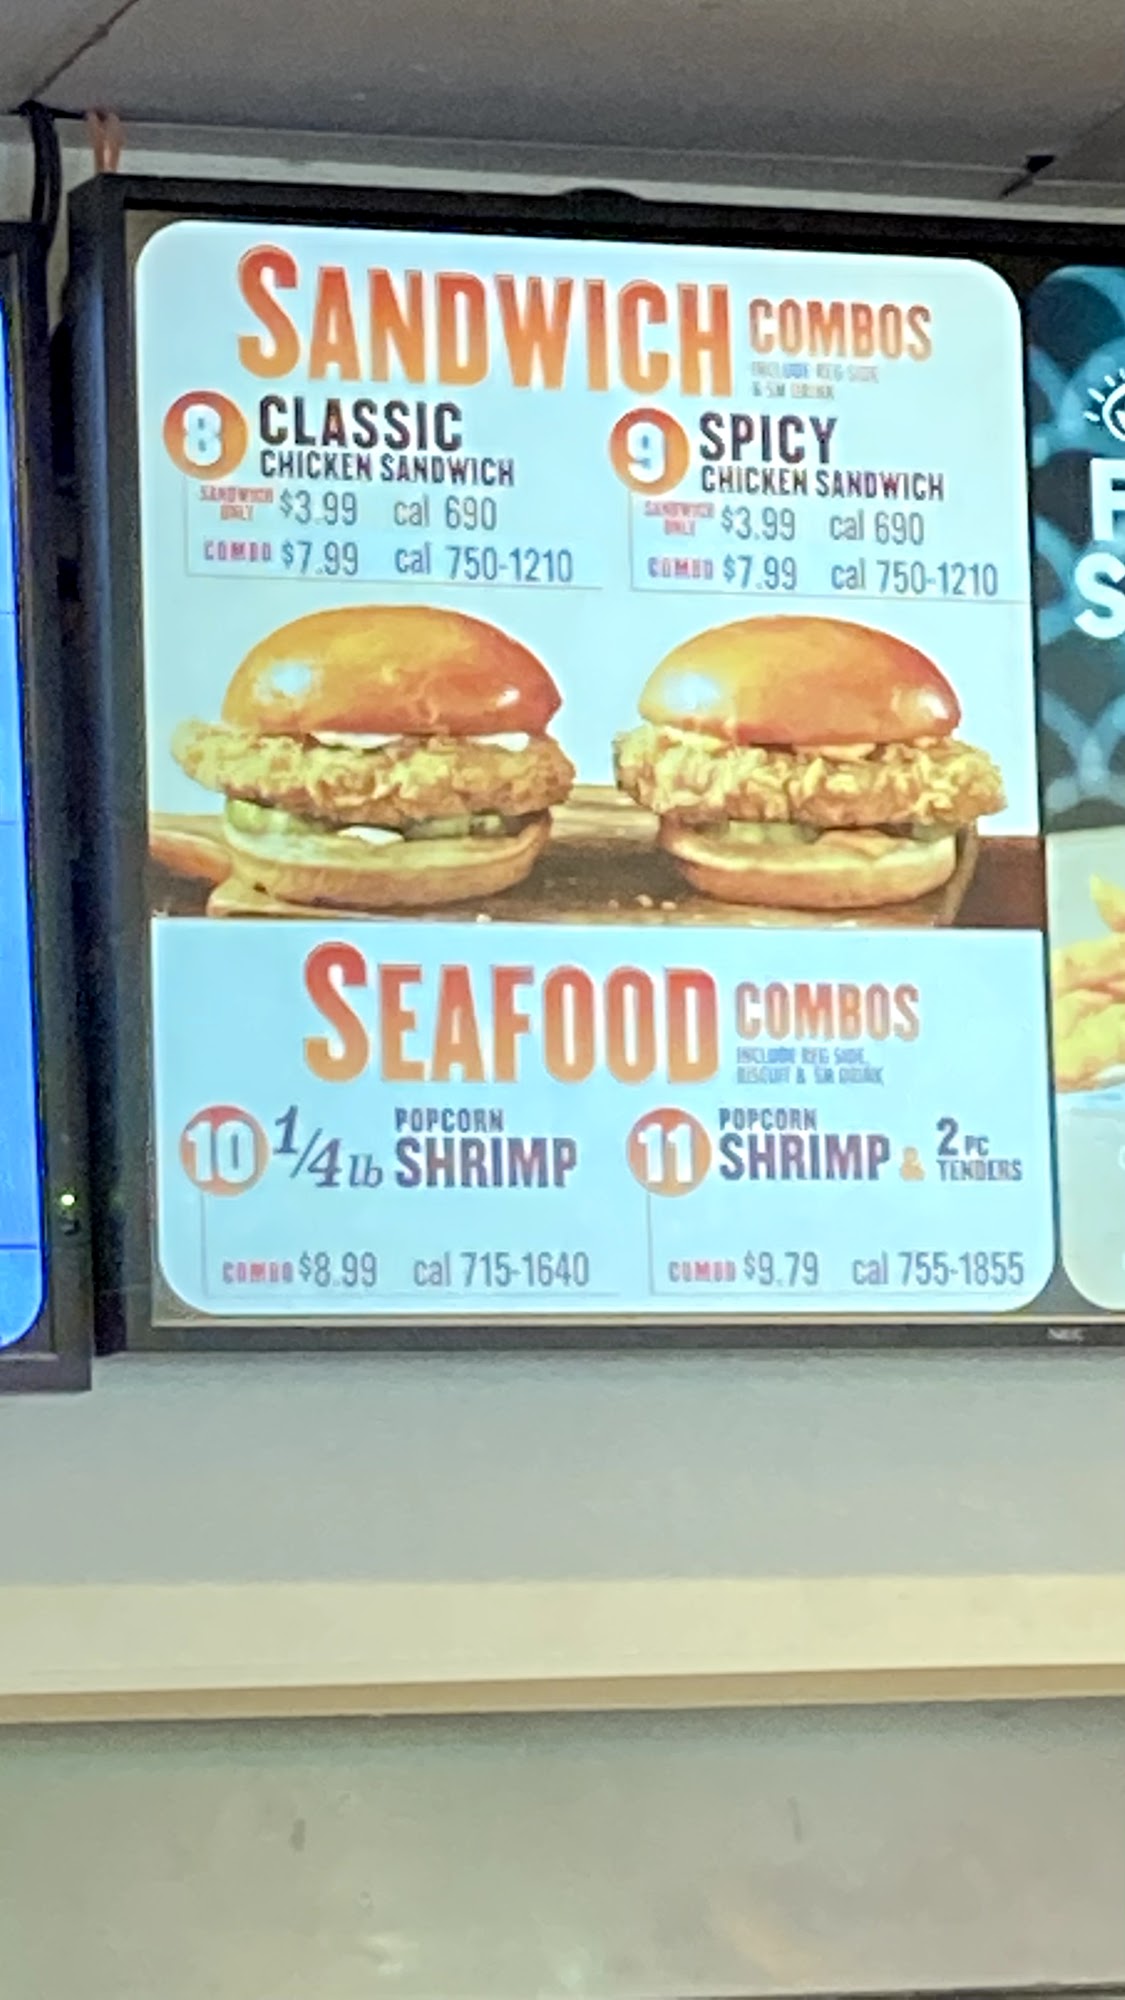 SANDWICH COMBOS
INCLUDE REG SIDE
& SM DRINK
8 CLASSIC
CHICKEN SANDWICH
SANDWICH ONLY $3.99 cal 690
COMBO $7.99 cal 750-1210
9 SPICY
CHICKEN SANDWICH
SANDWICH ONLY $3.99 cal 690
COMBO $7.99 cal 750-1210
SEAFOOD COMBOS
INCLUDE REG SIDE,
BISCUIT & SM DRINK
10 1/4 lb POPCORN SHRIMP
COMBO $8.99 cal 715-1640
11 POPCORN SHRIMP & 2 PC TENDERS
COMBO $9.79 cal 755-1855
NEC